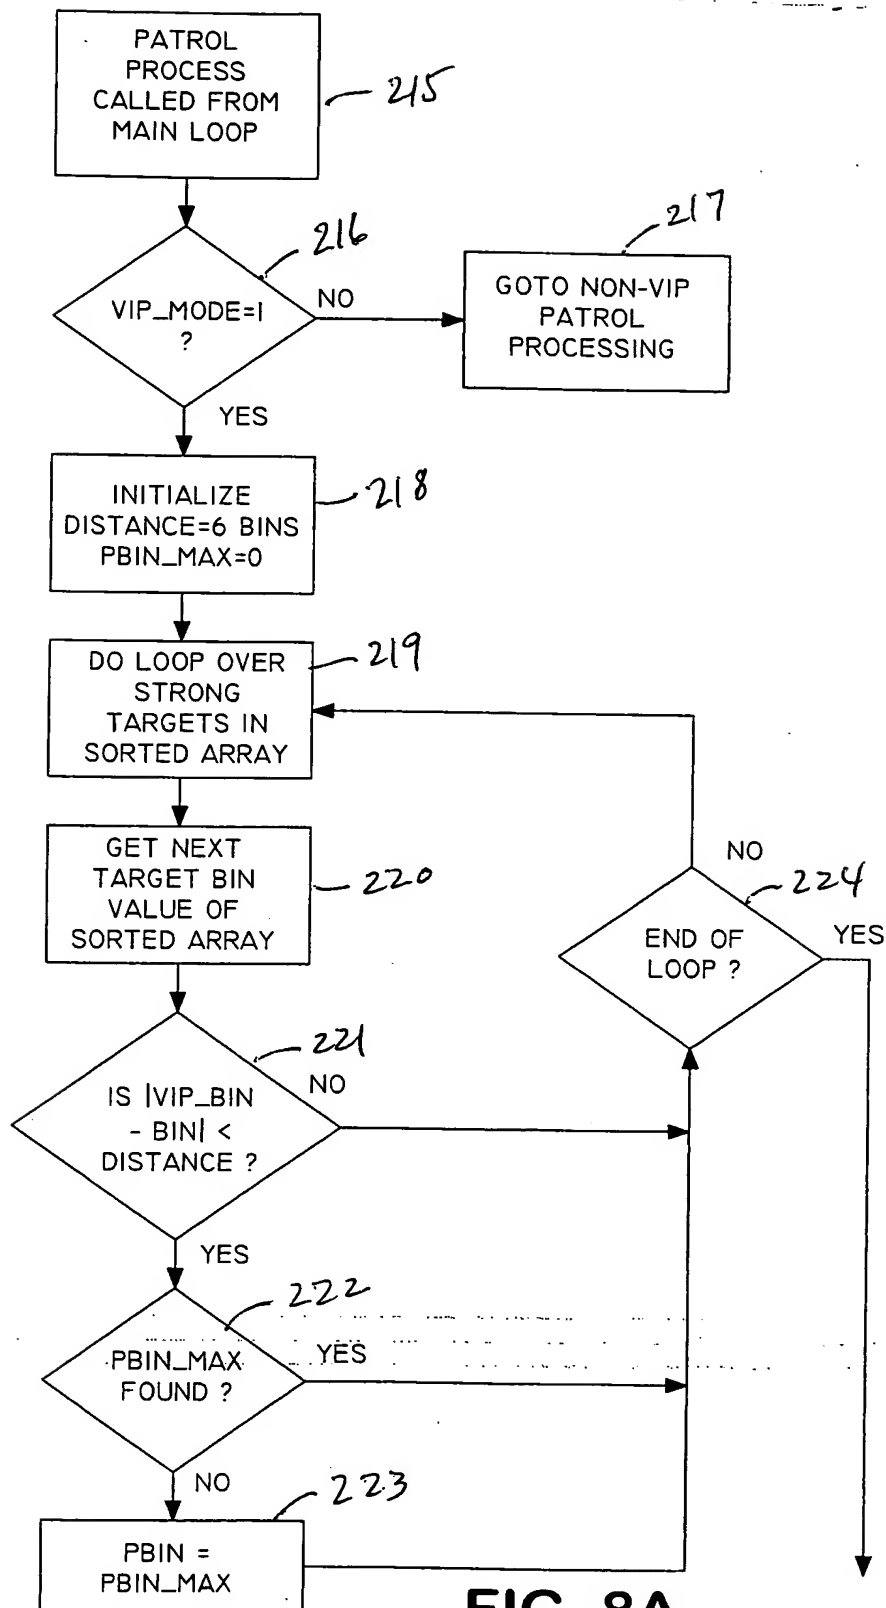 PATROL
PROCESS
CALLED FROM
MAIN LOOP
215
216
VIP_MODE=1
?
NO
217
GOTO NON-VIP
PATROL
PROCESSING
YES
218
INITIALIZE
DISTANCE=6 BINS
PBIN_MAX=0
219
DO LOOP OVER
STRONG
TARGETS IN
SORTED ARRAY
220
GET NEXT
TARGET BIN
VALUE OF
SORTED ARRAY
NO
224
END OF
LOOP ?
YES
221
IS |VIP_BIN
- BIN| <
DISTANCE ?
NO
YES
222
PBIN_MAX
FOUND ?
YES
NO
223
PBIN =
PBIN_MAX
FIG. 8A